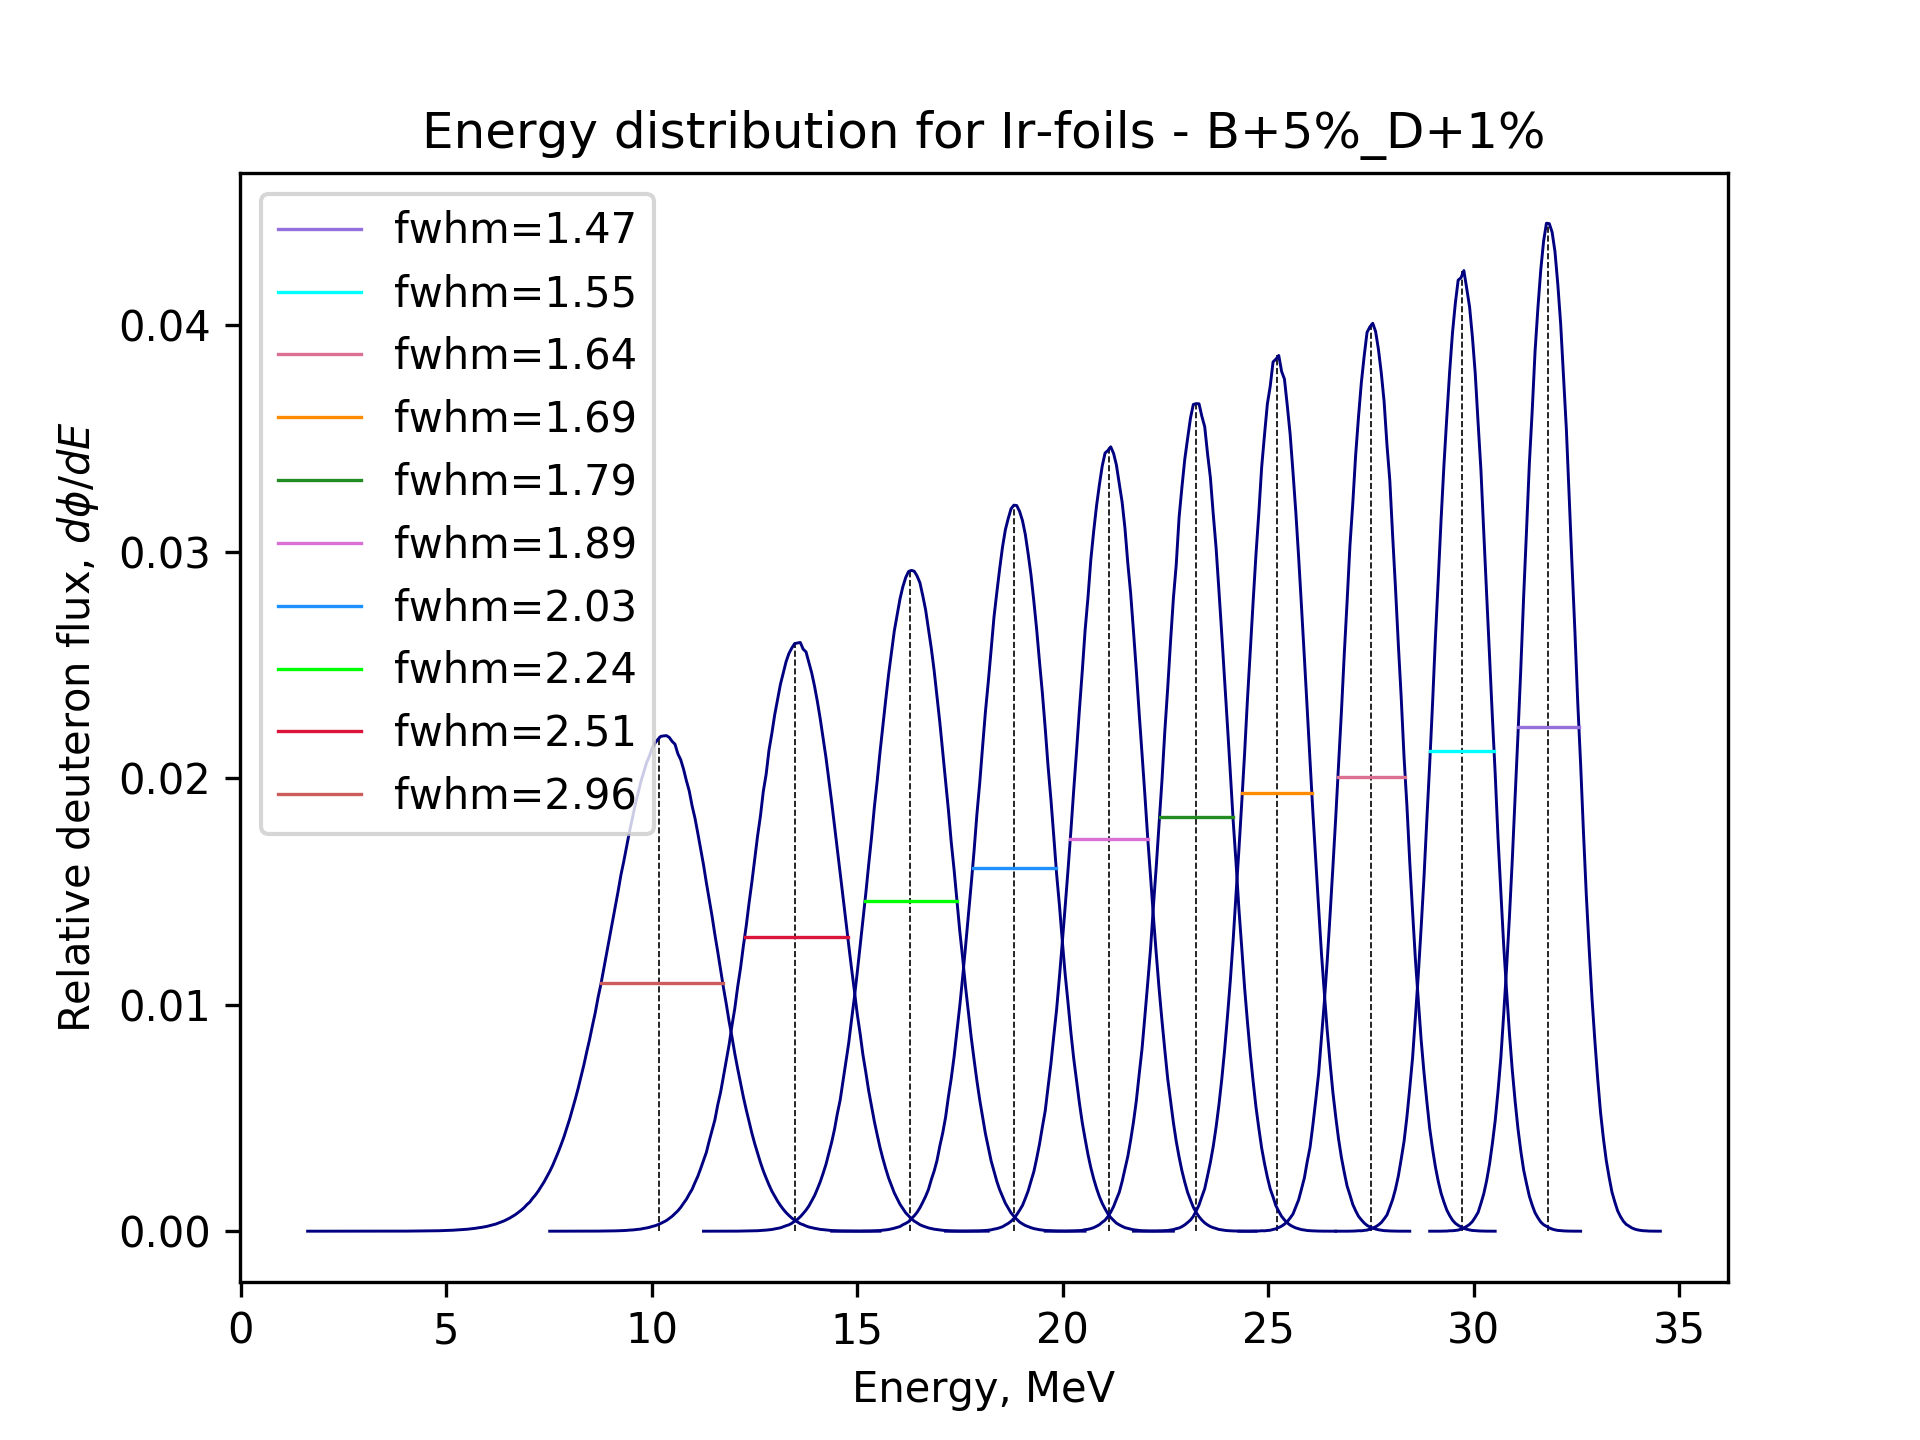 Energy distribution for Ir-foils - B+5%_D+1%
fwhm=1.47
fwhm=1.55
fwhm=1.64
fwhm=1.69
fwhm=1.79
fwhm=1.89
fwhm=2.03
fwhm=2.24
fwhm=2.51
fwhm=2.96
Relative deuteron flux, dϕ/dE
0.04
0.03
0.02
0.01
0.00
0 5 10 15 20 25 30 35
Energy, MeV